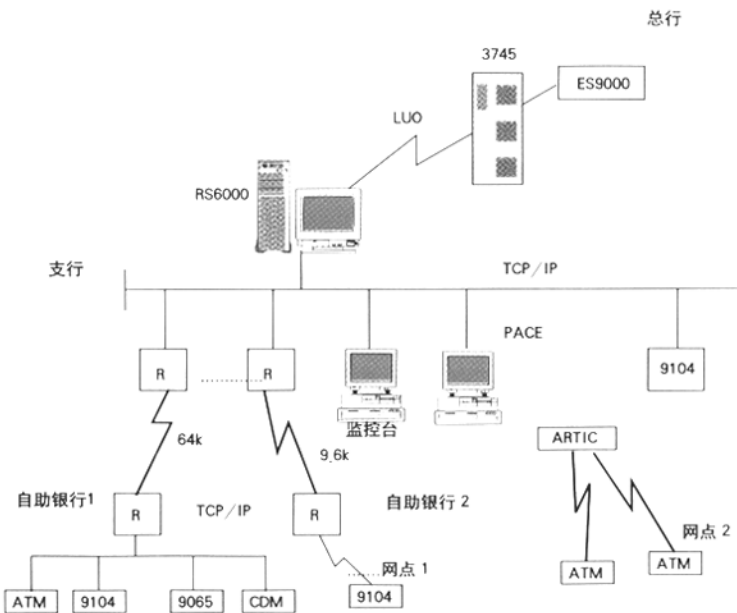 总行
3745
ES9000
LUO
RS6000
支行
TCP/IP
PACE
R
R
9104
监控台
ARTIC
64k
9.6k
自助银行1
R
TCP/IP
R
自助银行 2
网点 2
网点 1
ATM
9104
9065
CDM
9104
ATM
ATM